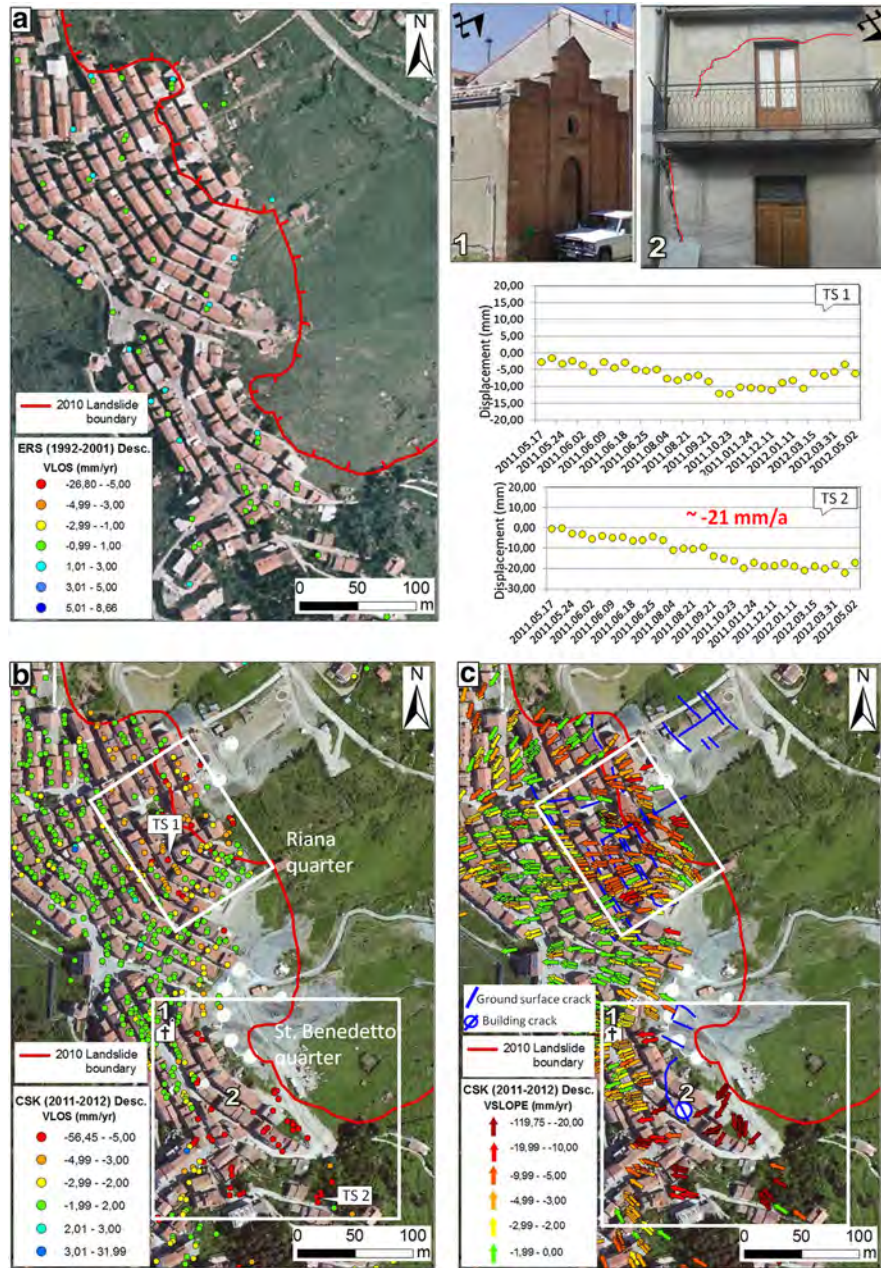 a
N
2010 Landslide
boundary
ERS (1992-2001) Desc.
VLOS (mm/yr)
-26,80 - -5,00
-4,99 - -3,00
-2,99 - -1,00
-0,99 - 1,00
1,01 - 3,00
3,01 - 5,00
5,01 - 8,66
0 50 100
m
1
2
TS 1
Displacement (mm)
20,00
15,00
10,00
5,00
0,00
-5,00
-10,00
-15,00
-20,00
2011.05.17
2011.05.24
2011.06.02
2011.06.09
2011.06.18
2011.06.25
2011.08.04
2011.08.21
2011.09.21
2011.10.23
2011.01.24
2011.12.11
2012.01.11
2012.03.15
2012.03.31
2012.05.02
TS 2
~ -21 mm/a
Displacement (mm)
20,00
10,00
0,00
-10,00
-20,00
-30,00
2011.05.17
2011.05.24
2011.06.02
2011.06.09
2011.06.18
2011.06.25
2011.08.04
2011.08.21
2011.09.21
2011.10.23
2011.01.24
2011.12.11
2012.01.11
2012.03.15
2012.03.31
2012.05.02
b
N
TS 1
Riana
quarter
1
St. Benedetto
quarter
2
TS 2
2010 Landslide
boundary
CSK (2011-2012) Desc.
VLOS (mm/yr)
-56,45 - -5,00
-4,99 - -3,00
-2,99 - -2,00
-1,99 - 2,00
2,01 - 3,00
3,01 - 31,99
0 50 100
m
c
N
Ground surface crack
Building crack
1
2
2010 Landslide
boundary
CSK (2011-2012) Desc.
VSLOPE (mm/yr)
-119,75 - -20,00
-19,99 - -10,00
-9,99 - -5,00
-4,99 - -3,00
-2,99 - -2,00
-1,99 - 0,00
0 50 100
m